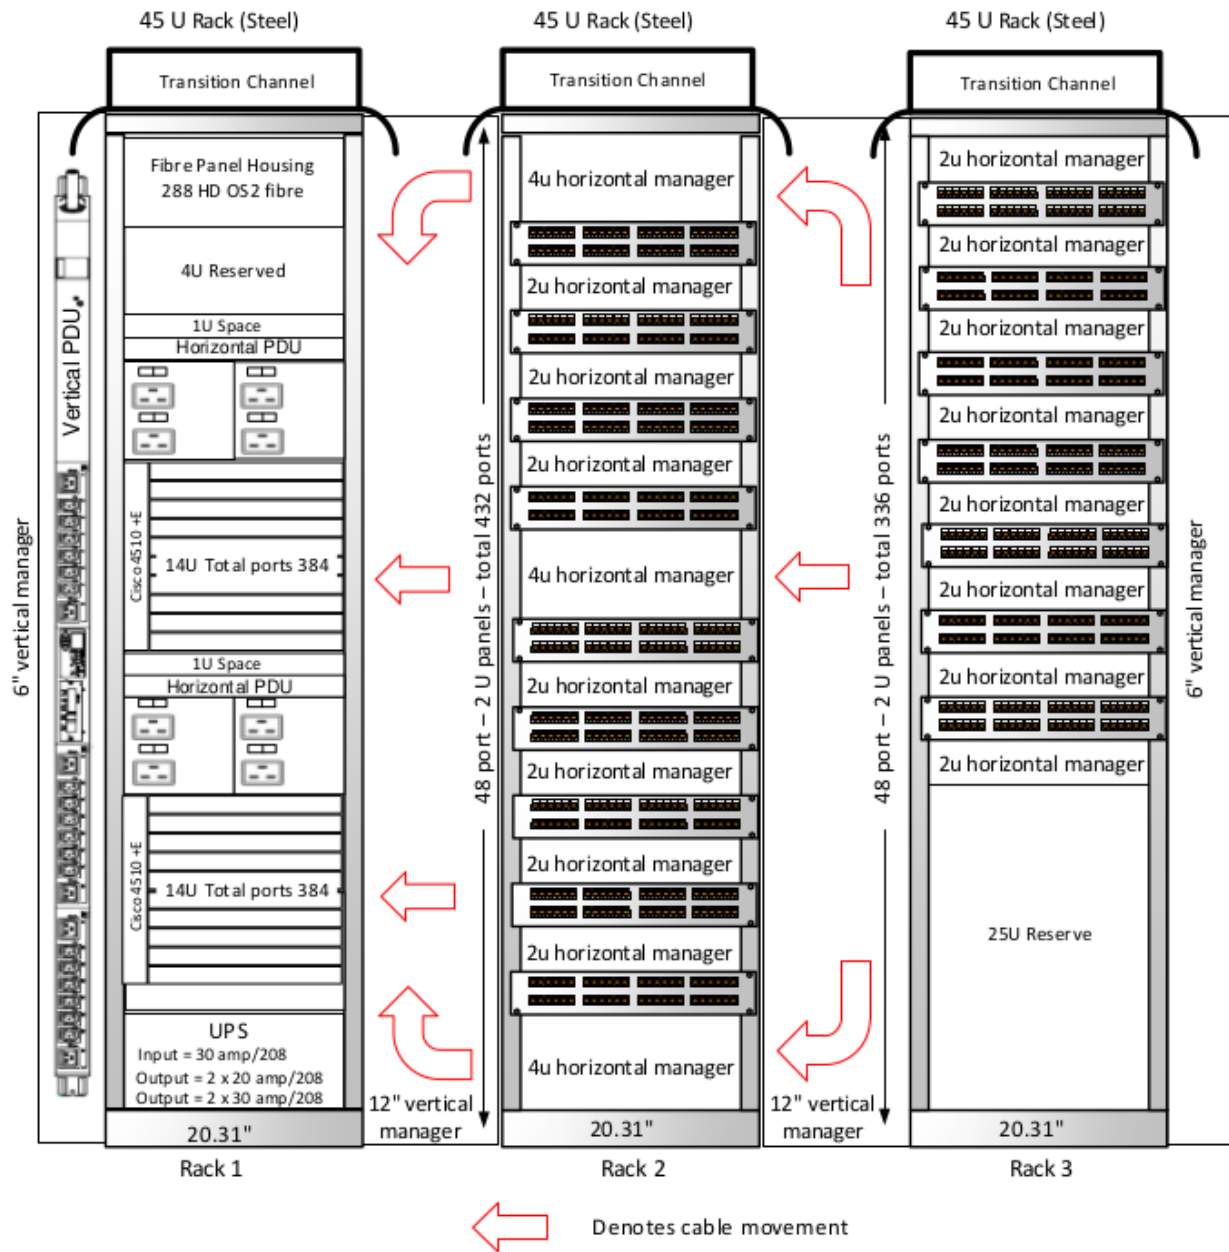 45 U Rack (Steel)
45 U Rack (Steel)
45 U Rack (Steel)
Transition Channel
Transition Channel
Transition Channel
Fibre Panel Housing
288 HD OS2 fibre
4U Reserved
1U Space
Horizontal PDU
Vertical PDU
6" vertical manager
Cisco 4510 +E
14U Total ports 384
1U Space
Horizontal PDU
Cisco 4510 +E
14U Total ports 384
UPS
Input = 30 amp/208
Output = 2 x 20 amp/208
Output = 2 x 30 amp/208
20.31"
Rack 1
12" vertical
manager
48 port – 2 U panels – total 432 ports
4u horizontal manager
2u horizontal manager
2u horizontal manager
2u horizontal manager
4u horizontal manager
2u horizontal manager
2u horizontal manager
2u horizontal manager
2u horizontal manager
4u horizontal manager
20.31"
Rack 2
12" vertical
manager
48 port – 2 U panels – total 336 ports
2u horizontal manager
2u horizontal manager
2u horizontal manager
2u horizontal manager
2u horizontal manager
2u horizontal manager
2u horizontal manager
2u horizontal manager
25U Reserve
20.31"
Rack 3
6" vertical manager
Denotes cable movement